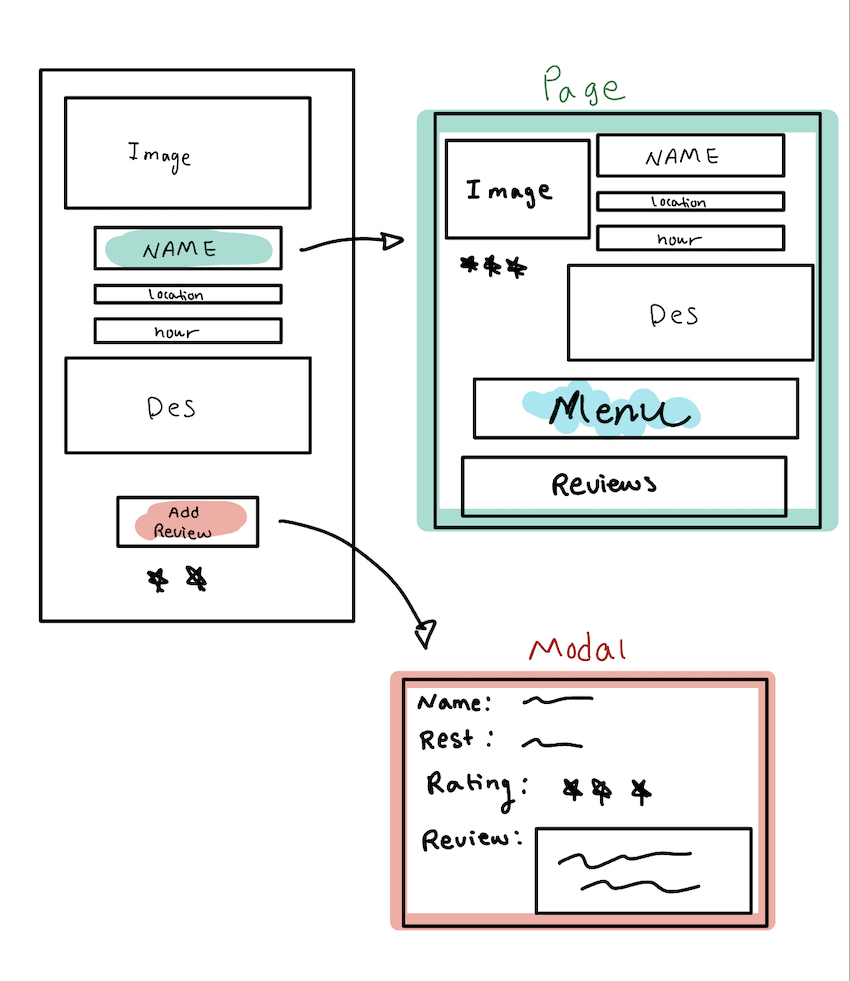 Image
NAME
location
hour
Des
Add
Review
Page
Image
NAME
location
hour
Des
Menu
Reviews
Modal
Name:
Rest:
Rating:
Review: